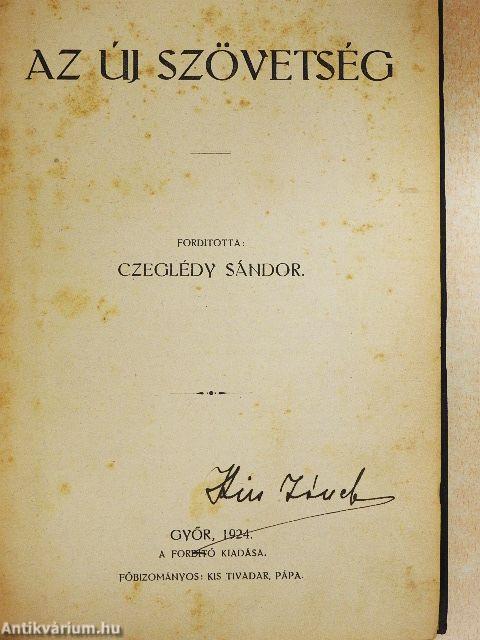 AZ ÚJ SZÖVETSÉG
FORDITOTTA:
CZEGLÉDY SÁNDOR.
GYŐR, 1924.
A FORDITÓ KIADÁSA.
FŐBIZOMÁNYOS: KIS TIVADAR, PÁPA.
Antikvárium.hu